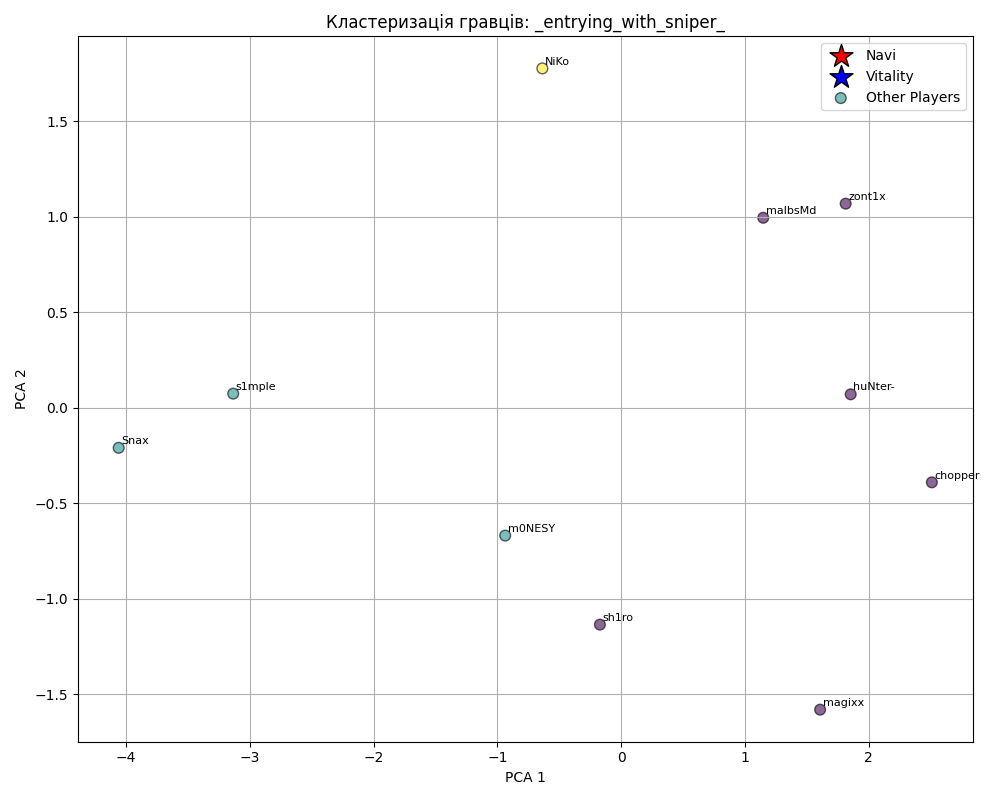 Кластеризація гравців: _entrying_with_sniper_
Navi
Vitality
Other Players
NiKo
zont1x
malbsMd
s1mple
huNter-
Snax
chopper
m0NESY
sh1ro
magixx
PCA 2
1.5
1.0
0.5
0.0
−0.5
−1.0
−1.5
−4
−3
−2
−1
0
1
2
PCA 1